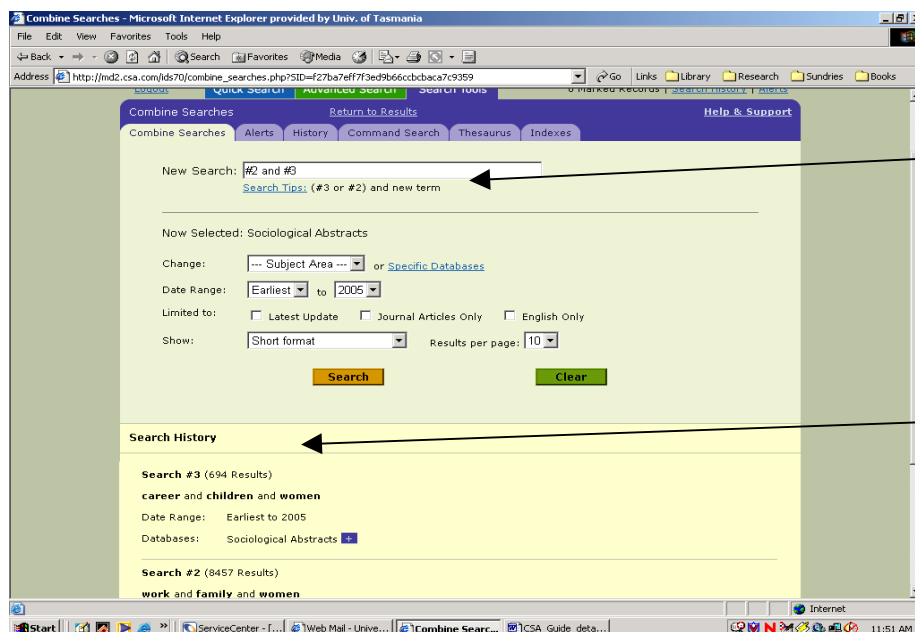 Combine Searches - Microsoft Internet Explorer provided by Univ. of Tasmania
File Edit View Favorites Tools Help
Back Search Favorites Media
Address http://md2.csa.com/ids70/combine_searches.php?SID=f27ba7eff7f3ed9b66ccbcbaca7c9359 Go Links Library Research Sundries Books
Logout Quick Search Advanced Search Search Tools 0 Marked Records | Search History | Alerts
Combine Searches Return to Results Help & Support
Combine Searches Alerts History Command Search Thesaurus Indexes
New Search: #2 and #3
Search Tips: (#3 or #2) and new term
Now Selected: Sociological Abstracts
Change: --- Subject Area --- or Specific Databases
Date Range: Earliest to 2005
Limited to: Latest Update Journal Articles Only English Only
Show: Short format Results per page: 10
Search Clear
Search History
Search #3 (694 Results)
career and children and women
Date Range: Earliest to 2005
Databases: Sociological Abstracts +
Search #2 (8457 Results)
work and family and women
Internet
Start » ServiceCenter - [... Web Mail - Unive... Combine Searc... CSA Guide deta... 11:51 AM